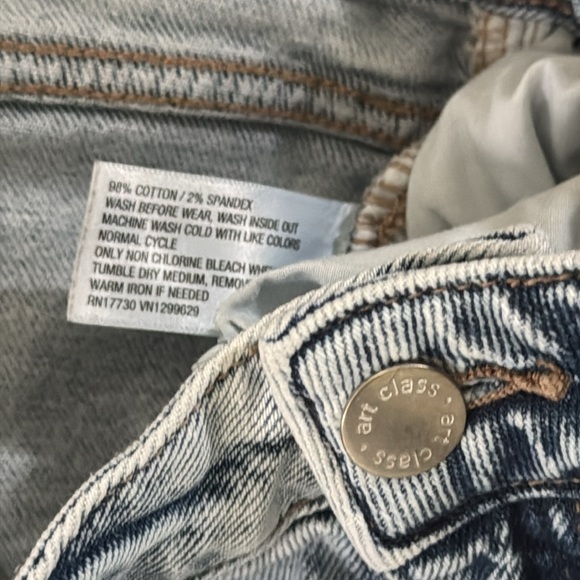 98% COTTON / 2% SPANDEX
WASH BEFORE WEAR, WASH INSIDE OUT
MACHINE WASH COLD WITH LIKE COLORS
NORMAL CYCLE
ONLY NON CHLORINE BLEACH
TUMBLE DRY MEDIUM,
WARM IRON IF NEEDED
RN17730 VN1299629
art class · art class ·